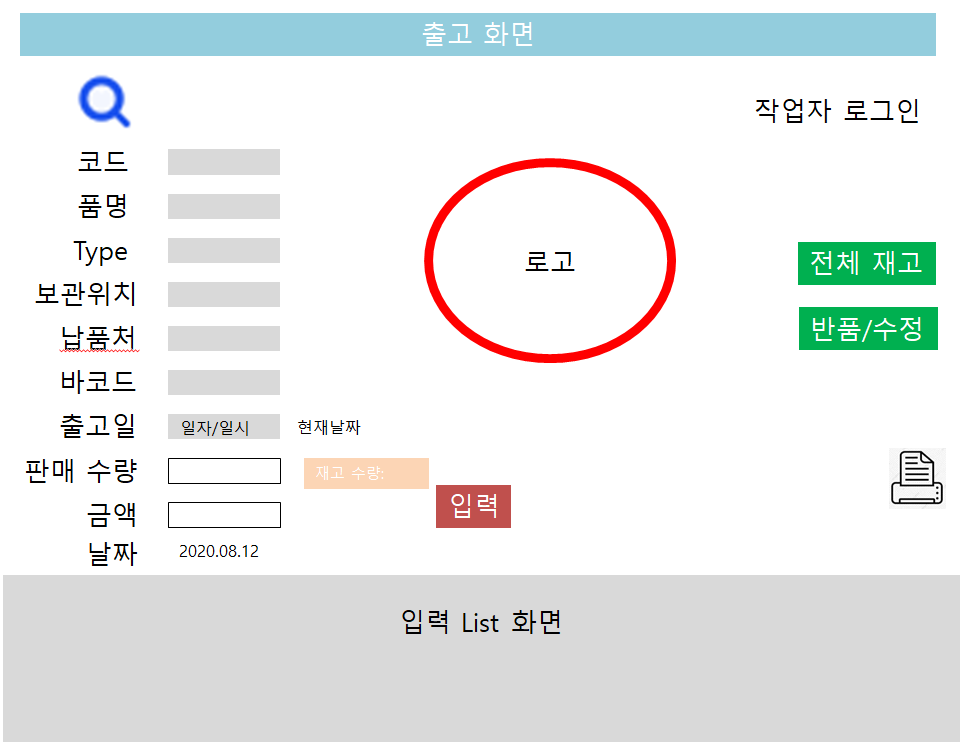 출고 화면
작업자 로그인
코드
품명
Type
로고
전체 재고
보관위치
반품/수정
납품처
바코드
출고일 일자/일시 현재날짜
판매 수량 재고 수량:
입력
금액
날짜 2020.08.12
입력 List 화면